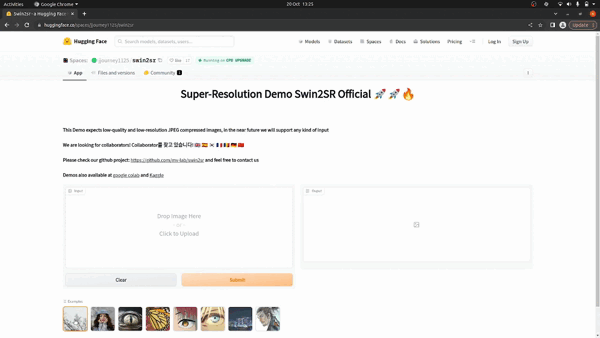 Google Chrome
20 Oct 13:25
Swin2sr - a Hugging Face
huggingface.co/spaces/jjourney1125/swin2sr
Update
Hugging Face
Search models, datasets, users...
Models
Datasets
Spaces
Docs
Solutions
Pricing
Log In
Sign Up
Spaces:
jjourney1125
swin2sr
like 17
Running on CPU UPGRADE
App
Files and versions
Community
Super-Resolution Demo Swin2SR Official 🚀🚀🔥
This Demo expects low-quality and low-resolution JPEG compressed images, in the near future we will support any kind of input
We are looking for collaborators! Collaborator를 찾고 있습니다!
Please check our github project: https://github.com/mv-lab/swin2sr and feel free to contact us
Demos also available at google colab and Kaggle
Input
Drop Image Here
- or -
Click to Upload
Output
Clear
Submit
Examples